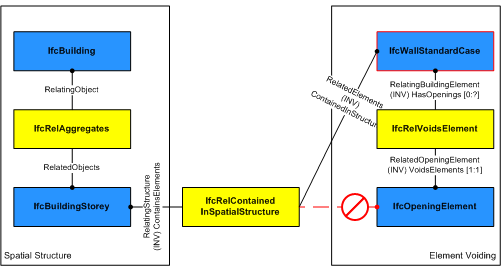 IfcBuilding
RelatingObject
IfcRelAggregates
RelatedObjects
IfcBuildingStorey
Spatial Structure
RelatingStructure
(INV) ContainsElements
IfcRelContained
InSpatialStructure
RelatedElements
(INV)
ContainedInStructur
IfcWallStandardCase
RelatingBuildingElement
(INV) HasOpenings [0:?]
IfcRelVoidsElement
RelatedOpeningElement
(INV) VoidsElements [1:1]
IfcOpeningElement
Element Voiding